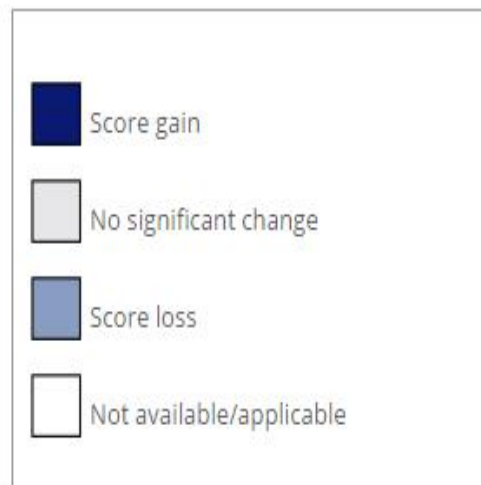 Score gain
No significant change
Score loss
Not available/applicable